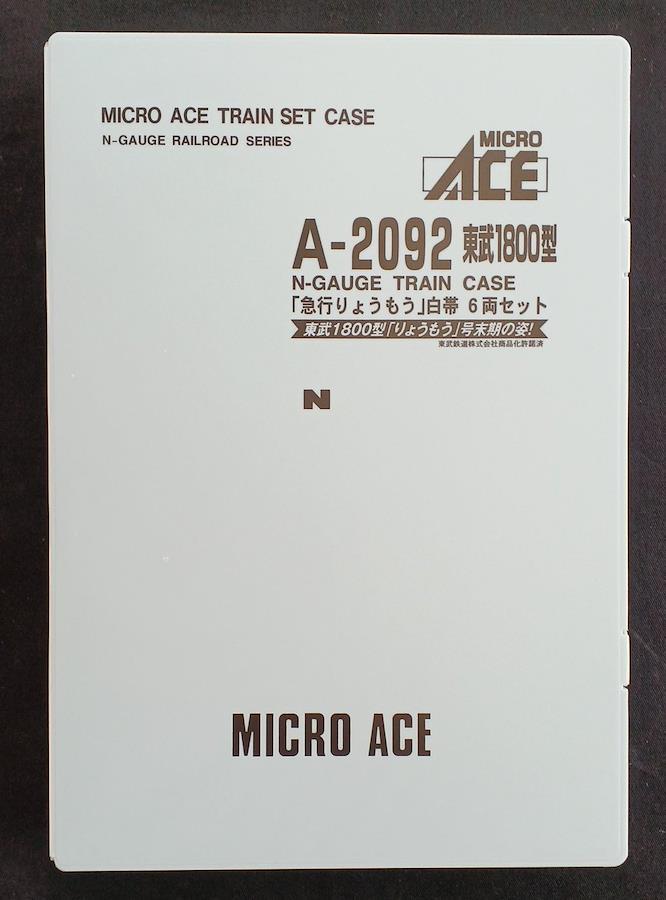 MICRO ACE TRAIN SET CASE
N-GAUGE RAILROAD SERIES
MICRO
ACE
A-2092 東武1800型
N-GAUGE TRAIN CASE
「急行りょうもう」白帯 6両セット
東武1800型「りょうもう」号末期の姿!
東武鉄道株式会社商品化許諾済
N
MICRO ACE